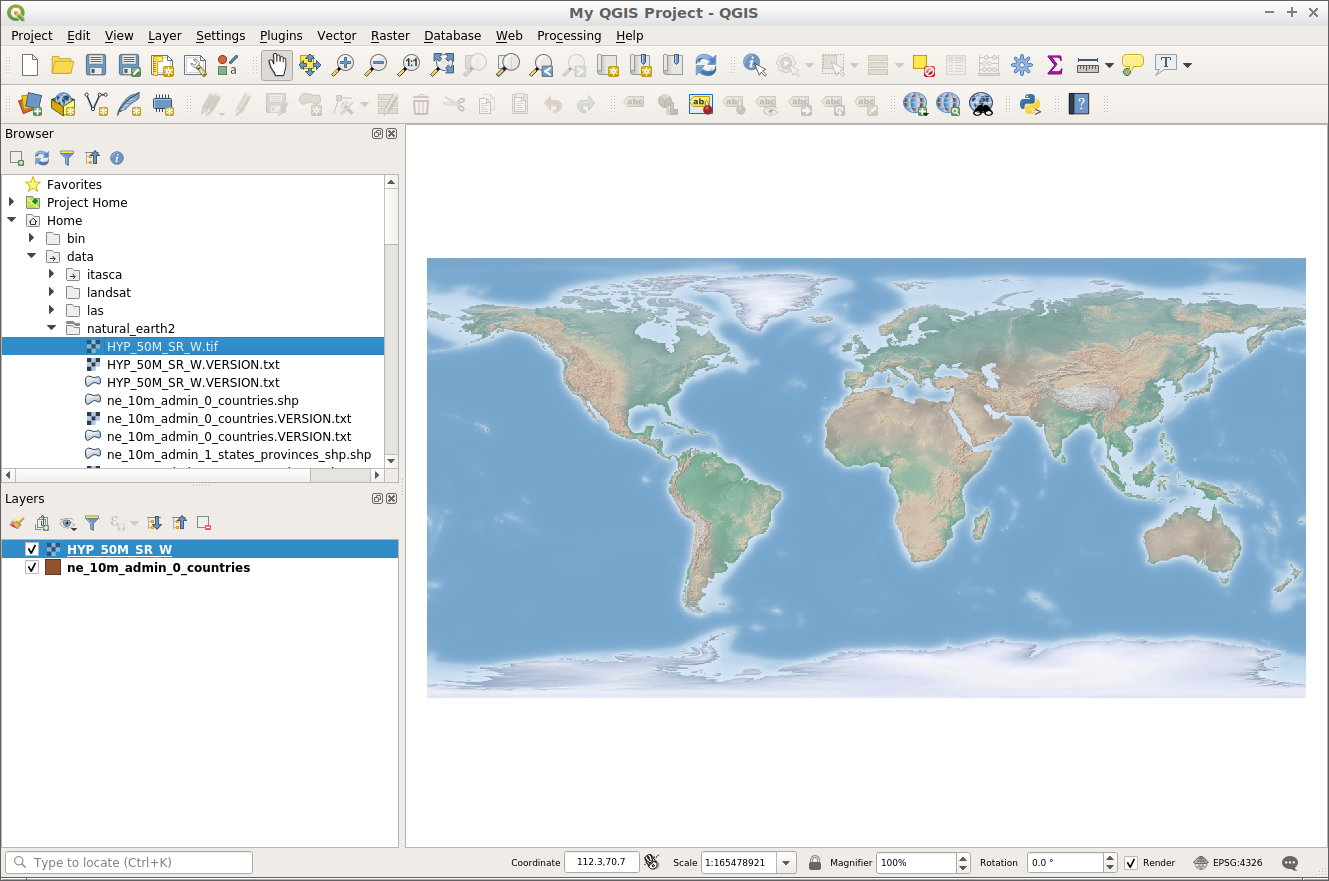 My QGIS Project - QGIS
Project Edit View Layer Settings Plugins Vector Raster Database Web Processing Help
Browser
Favorites
Project Home
Home
bin
data
itasca
landsat
las
natural_earth2
HYP_50M_SR_W.tif
HYP_50M_SR_W.VERSION.txt
HYP_50M_SR_W.VERSION.txt
ne_10m_admin_0_countries.shp
ne_10m_admin_0_countries.VERSION.txt
ne_10m_admin_0_countries.VERSION.txt
ne_10m_admin_1_states_provinces_shp.shp
Layers
HYP_50M_SR_W
ne_10m_admin_0_countries
Type to locate (Ctrl+K) Coordinate 112.3,70.7 Scale 1:165478921 Magnifier 100% Rotation 0.0 ° Render EPSG:4326